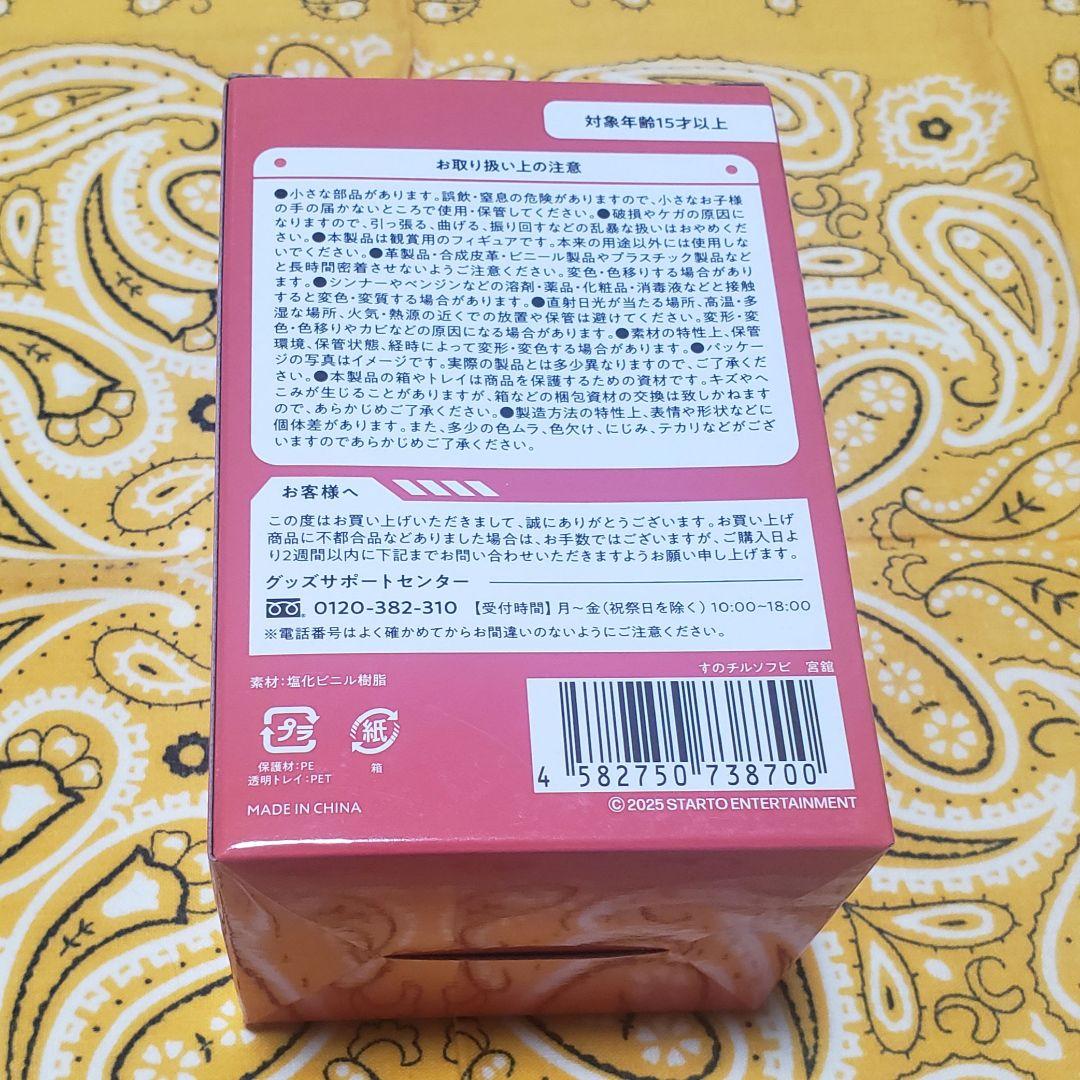 対象年齢15才以上
お取り扱い上の注意
●小さな部品があります。誤飲・窒息の危険がありますので、小さなお子様
の手の届かないところで使用・保管してください。●破損やケガの原因に
なりますので、引っ張る、曲げる、振り回すなどの乱暴な扱いはおやめくだ
さい。●本製品は観賞用のフィギュアです。本来の用途以外には使用しな
いでください。●革製品・合成皮革・ビニール製品やプラスチック製品など
と長時間密着させないようご注意ください。変色・色移りする場合があり
ます。●シンナーやベンジンなどの溶剤・薬品・化粧品・消毒液などと接触
すると変色・変質する場合があります。●直射日光が当たる場所、高温・多
湿な場所、火気・熱源の近くでの放置や保管は避けてください。変形・変
色・色移りやカビなどの原因になる場合があります。●素材の特性上、保管
環境、保管状態、経時によって変形・変色する場合があります。●パッケー
ジの写真はイメージです。実際の製品とは多少異なりますので、ご了承くだ
さい。●本製品の箱やトレイは商品を保護するための資材です。キズやへ
こみが生じることがありますが、箱などの梱包資材の交換は致しかねます
ので、あらかじめご了承ください。●製造方法の特性上、表情や形状などに
個体差があります。また、多少の色ムラ、色欠け、にじみ、テカリなどがござ
いますのであらかじめご了承ください。
お客様へ
この度はお買い上げいただきまして、誠にありがとうございます。お買い上げ
商品に不都合品などありました場合は、お手数ではございますが、ご購入日よ
り2週間以内に下記までお問い合わせいただきますようお願い申し上げます。
グッズサポートセンター
0120-382-310 【受付時間】月〜金(祝祭日を除く)10:00~18:00
※電話番号はよく確かめてからお間違いのないようにご注意ください。
すのチルソフビ 宮舘
素材:塩化ビニル樹脂
プラ
紙
保護材:PE
透明トレイ:PET
箱
4 582750 738700
MADE IN CHINA
© 2025 STARTO ENTERTAINMENT